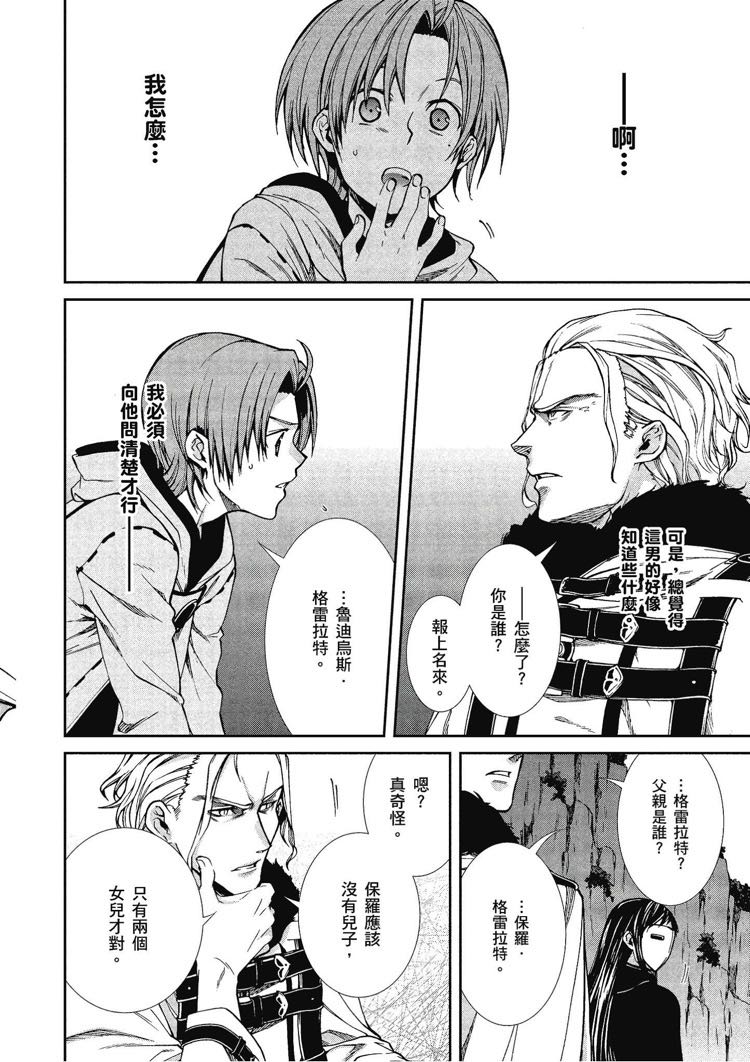 ——啊…
我怎麼…
可是，總覺得
這男的好像
知道些什麼。
——怎麼了？
你是誰？
報上名來。
我必須
向他問清楚才行——
…魯迪烏斯．
格雷拉特。
…格雷拉特？
父親是誰？
…保羅．
格雷拉特。
嗯？
真奇怪。
保羅應該
沒有兒子，
只有兩個
女兒才對。